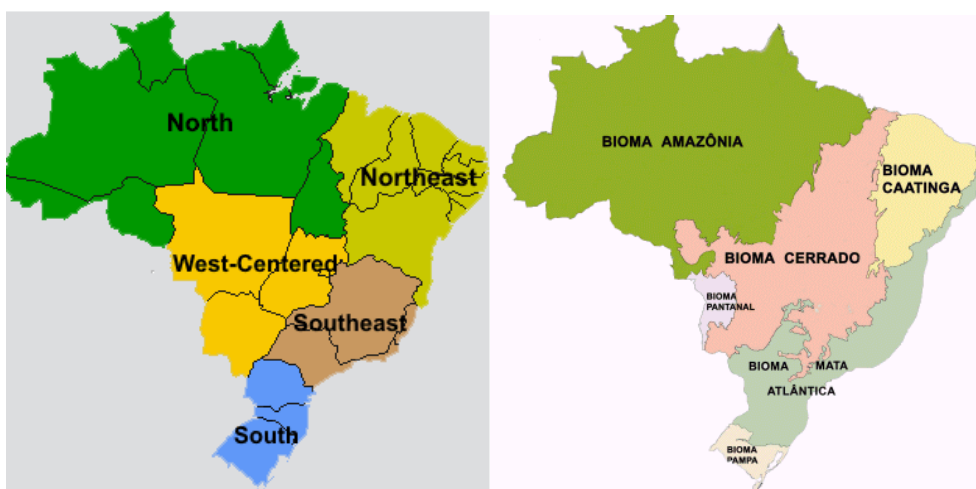 North
Northeast
West-Centered
Southeast
South
BIOMA AMAZÔNIA
BIOMA
CAATINGA
BIOMA CERRADO
BIOMA
PANTANAL
BIOMA MATA
ATLÂNTICA
BIOMA
PAMPA